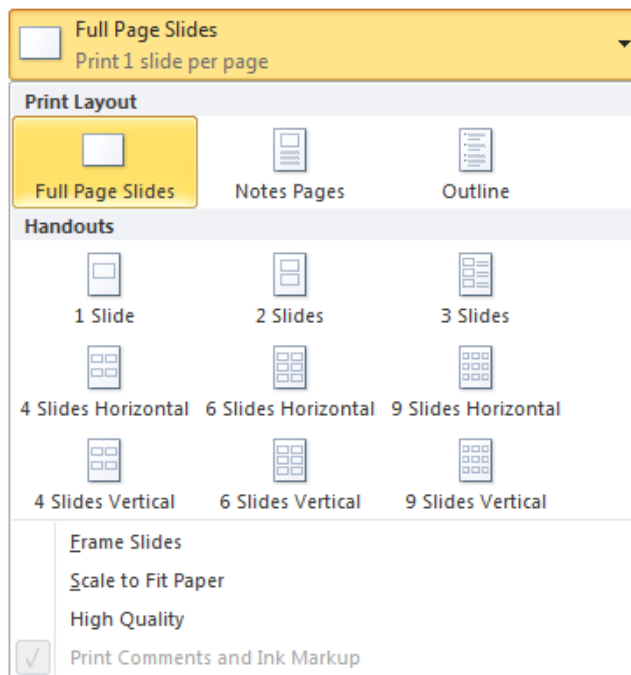 Full Page Slides
Print 1 slide per page
Print Layout
Full Page Slides Notes Pages Outline
Handouts
1 Slide 2 Slides 3 Slides
4 Slides Horizontal 6 Slides Horizontal 9 Slides Horizontal
4 Slides Vertical 6 Slides Vertical 9 Slides Vertical
Frame Slides
Scale to Fit Paper
High Quality
Print Comments and Ink Markup